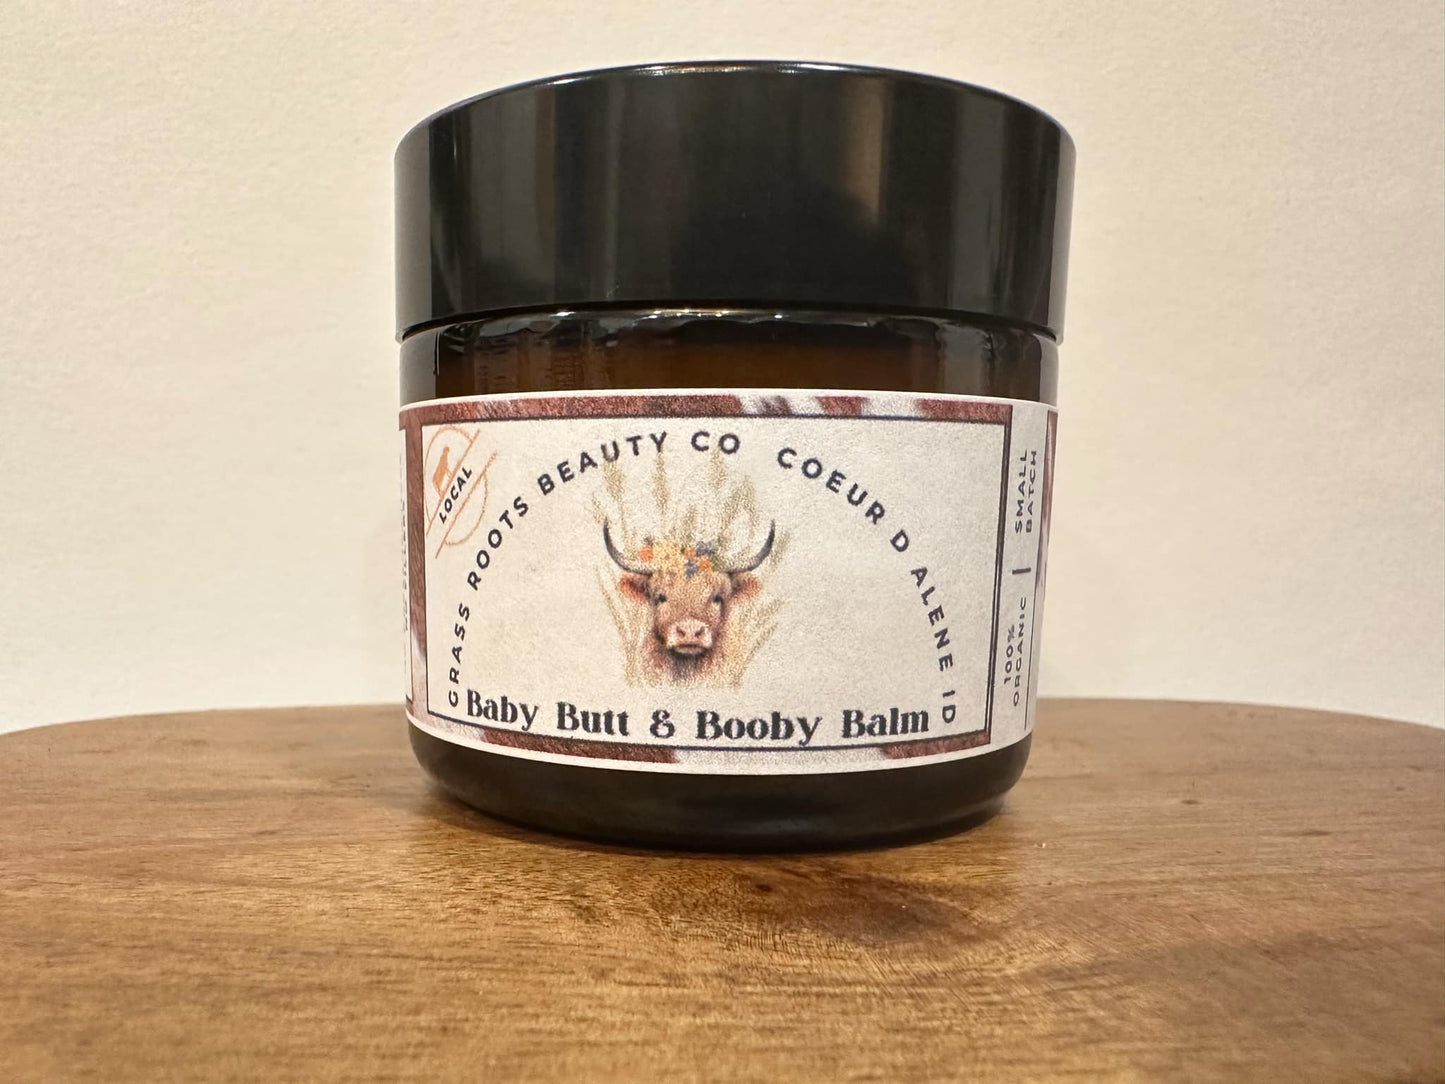 LOCAL
GRASS ROOTS BEAUTY CO COEUR D ALENE ID
Baby Butt & Booby Balm
100%
ORGANIC |
SMALL
BATCH